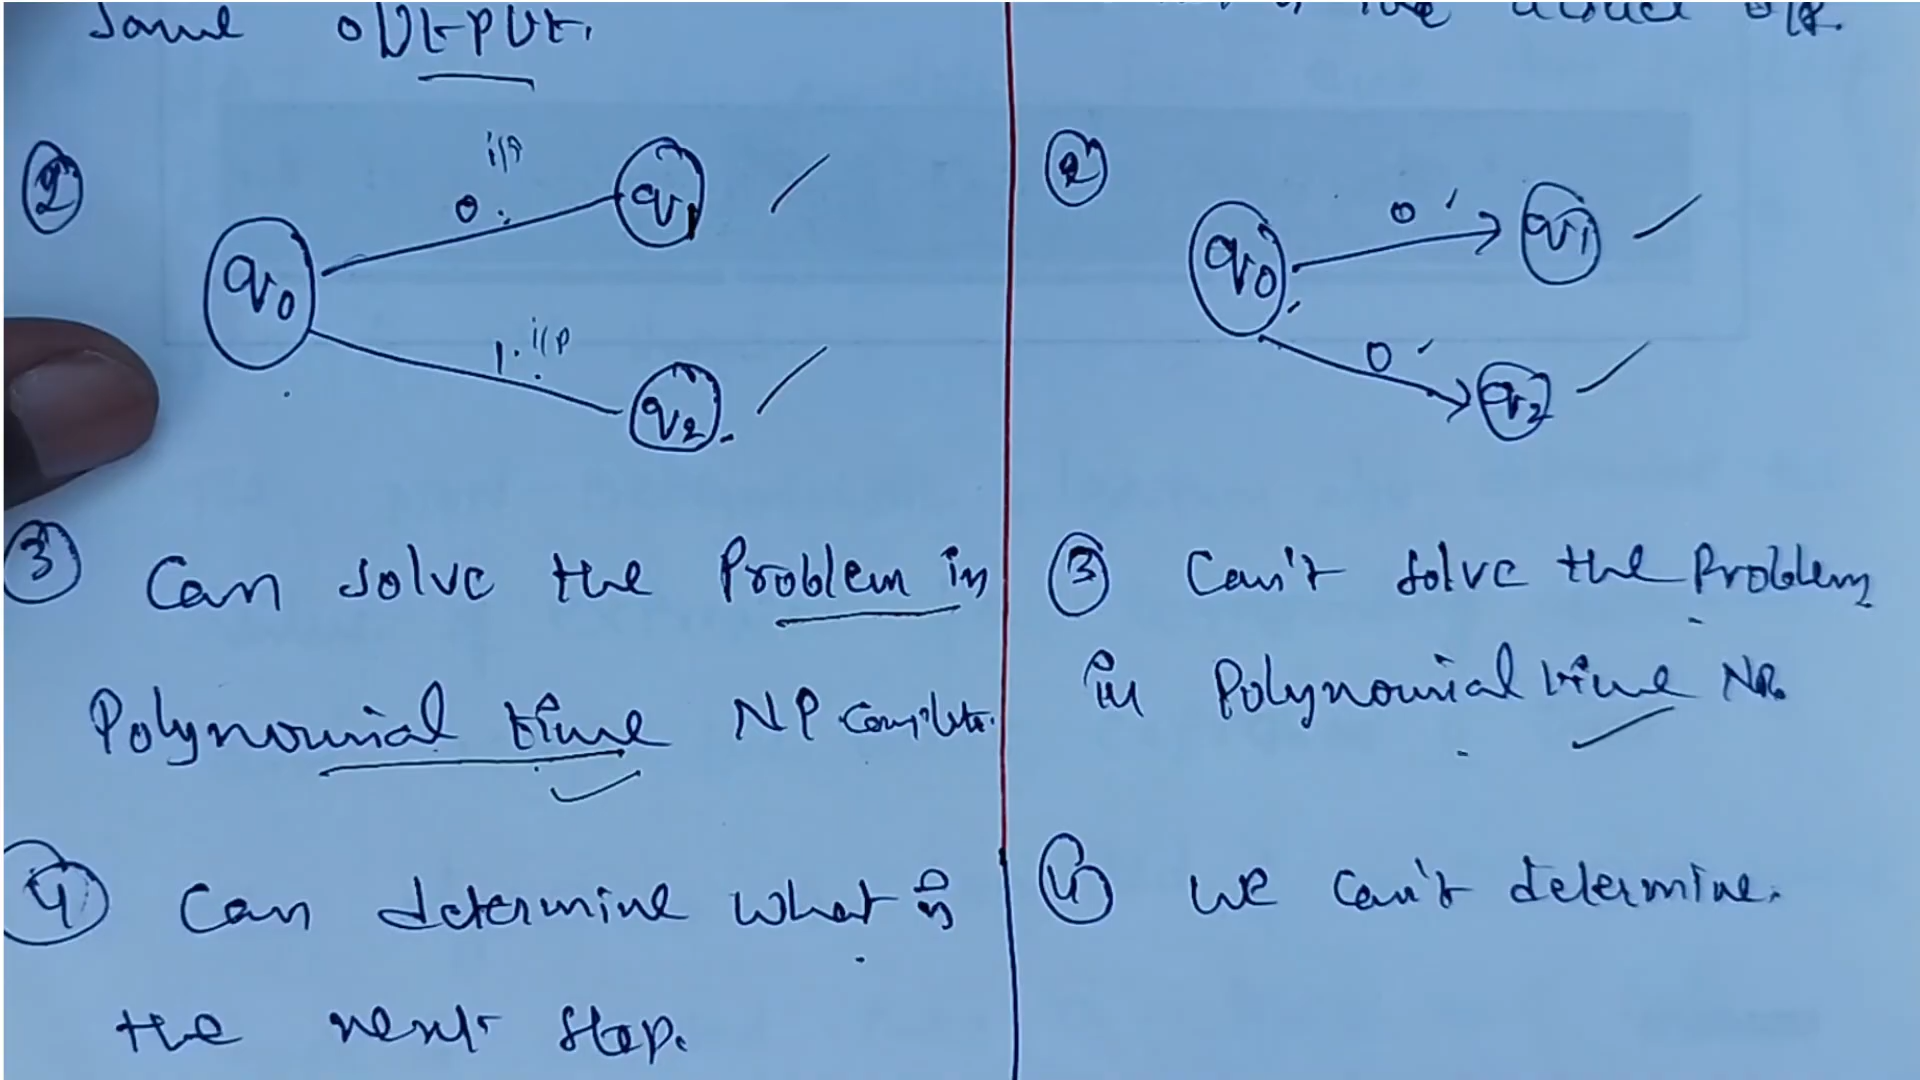 Same output.
the
②
i/p
0
q1
q0
1. i/p
q2
③ Can solve the Problem in
Polynomial time NP complete.
④ Can determine what is
the next step.
②
0
q1
q0
0
q2
③ Can't solve the Problem
in Polynomial time NP.
④ we can't determine.